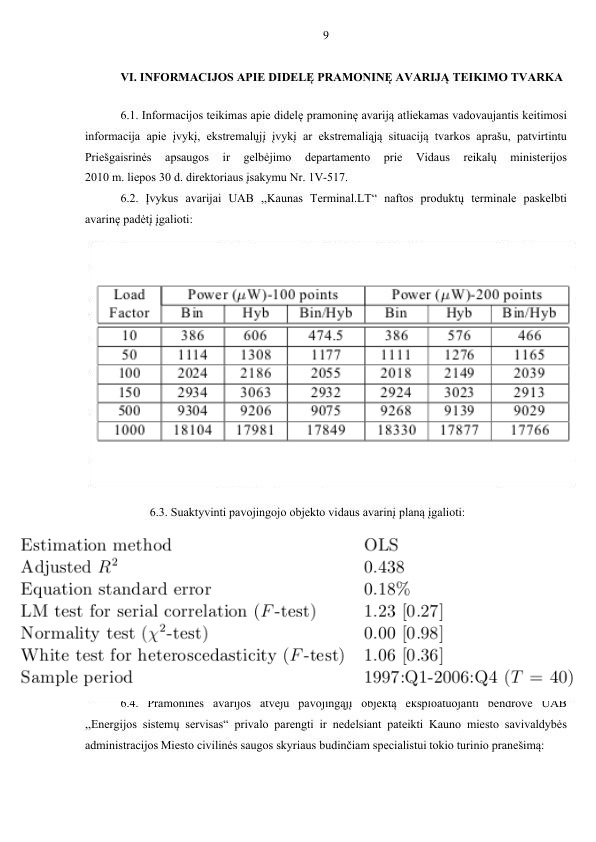 9
VI. INFORMACIJOS APIE DIDELĘ PRAMONINĘ AVARIJĄ TEIKIMO TVARKA
6.1. Informacijos teikimas apie didelę pramoninę avariją atliekamas vadovaujantis keitimosi
informacija apie įvykį, ekstremalųjį įvykį ar ekstremaliąją situaciją tvarkos aprašu, patvirtintu
Priešgaisrinės apsaugos ir gelbėjimo departamento prie Vidaus reikalų ministerijos
2010 m. liepos 30 d. direktoriaus įsakymu Nr. 1V-517.
6.2. Įvykus avarijai UAB „Kaunas Terminal.LT“ naftos produktų terminale paskelbti
avarinę padėtį įgalioti:
Load Power (μW)-100 points Power (μW)-200 points
Factor Bin Hyb Bin/Hyb Bin Hyb Bin/Hyb
10 386 606 474.5 386 576 466
50 1114 1308 1177 1111 1276 1165
100 2024 2186 2055 2018 2149 2039
150 2934 3063 2932 2924 3023 2913
500 9304 9206 9075 9268 9139 9029
1000 18104 17981 17849 18330 17877 17766
6.3. Suaktyvinti pavojingojo objekto vidaus avarinį planą įgalioti:
Estimation method OLS
Adjusted R² 0.438
Equation standard error 0.18%
LM test for serial correlation (F-test) 1.23 [0.27]
Normality test (χ²-test) 0.00 [0.98]
White test for heteroscedasticity (F-test) 1.06 [0.36]
Sample period 1997:Q1-2006:Q4 (T = 40)
6.4. Pramoninės avarijos atveju pavojingąjį objektą eksploatuojanti bendrovė UAB
„Energijos sistemų servisas“ privalo parengti ir nedelsiant pateikti Kauno miesto savivaldybės
administracijos Miesto civilinės saugos skyriaus budinčiam specialistui tokio turinio pranešimą: